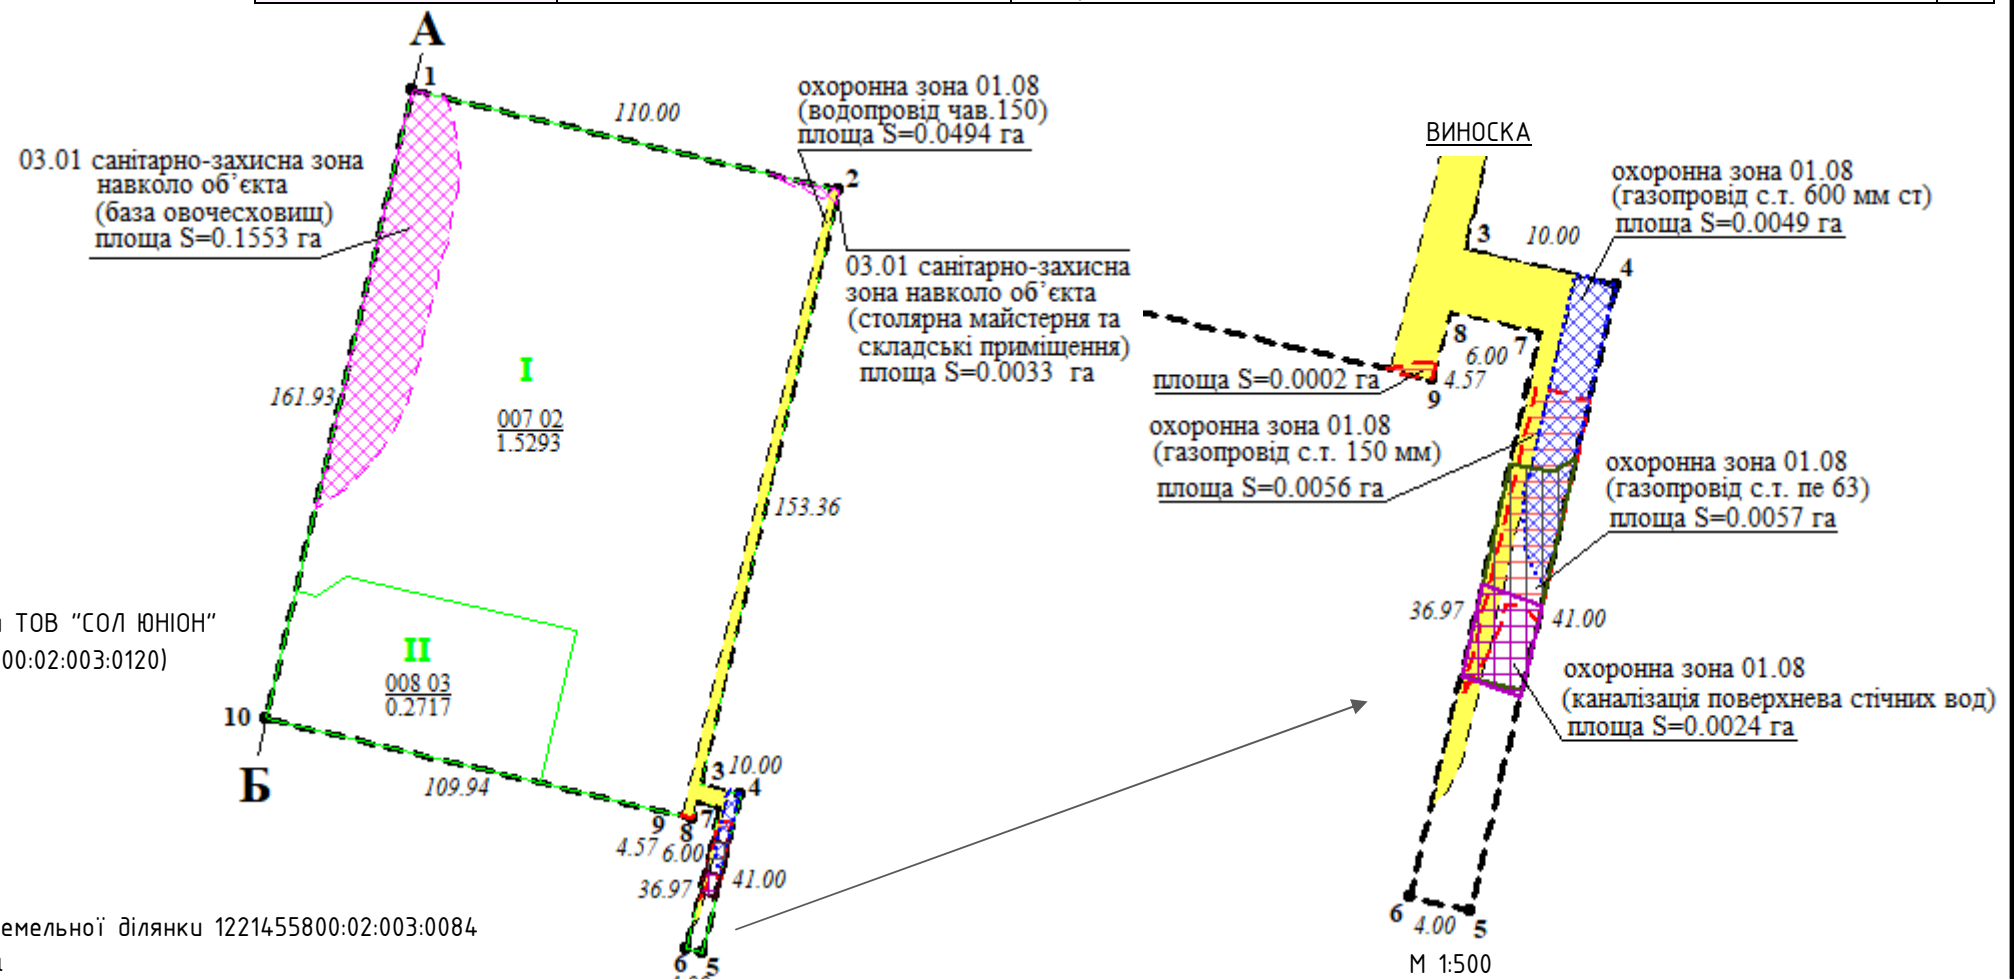 А
1
110.00
охоронна зона 01.08
(водопровід чав.150)
площа S=0.0494 га
2
03.01 санітарно-захисна зона
навколо об’єкта
(база овочесховищ)
площа S=0.1553 га
03.01 санітарно-захисна
зона навколо об’єкта
(столярна майстерня та
складські приміщення)
площа S=0.0033 га
I
007 02
1.5293
161.93
153.36
ТОВ "СОЛ ЮНІОН"
00:02:003:0120)
II
008 03
0.2717
10
Б
109.94
3
10.00
4
9
8
7
4.57
6.00
36.97
41.00
6
5
емельної ділянки 1221455800:02:003:0084
ВИНОСКА
охоронна зона 01.08
(газопровід с.т. 600 мм ст)
площа S=0.0049 га
3
10.00
4
8
7
6.00
4.57
9
площа S=0.0002 га
охоронна зона 01.08
(газопровід с.т. 150 мм)
площа S=0.0056 га
охоронна зона 01.08
(газопровід с.т. пе 63)
площа S=0.0057 га
36.97
41.00
охоронна зона 01.08
(каналізація поверхнева стічних вод)
площа S=0.0024 га
6
4.00
5
М 1:500